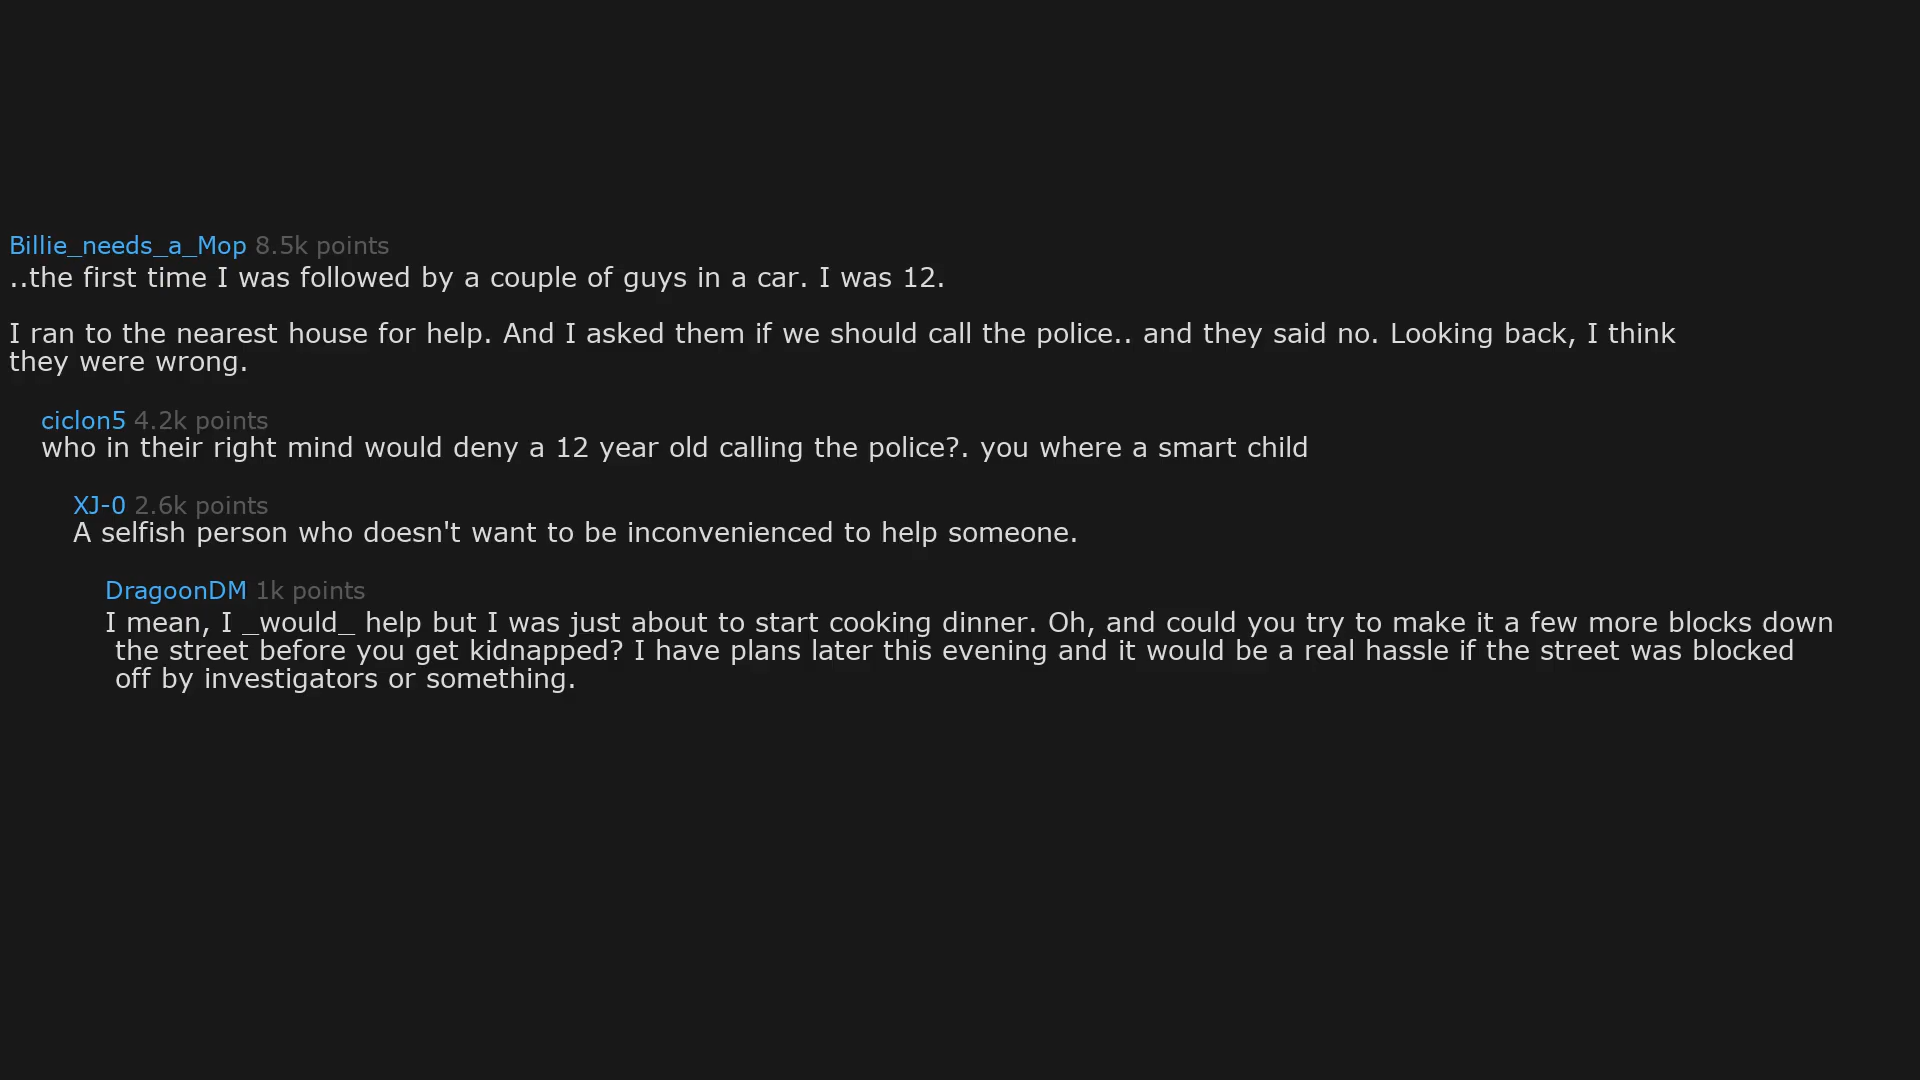 Billie_needs_a_Mop 8.5k points
..the first time I was followed by a couple of guys in a car. I was 12.
I ran to the nearest house for help. And I asked them if we should call the police.. and they said no. Looking back, I think
they were wrong.
ciclon5 4.2k points
who in their right mind would deny a 12 year old calling the police?. you where a smart child
XJ-0 2.6k points
A selfish person who doesn't want to be inconvenienced to help someone.
DragoonDM 1k points
I mean, I _would_ help but I was just about to start cooking dinner. Oh, and could you try to make it a few more blocks down
the street before you get kidnapped? I have plans later this evening and it would be a real hassle if the street was blocked
off by investigators or something.